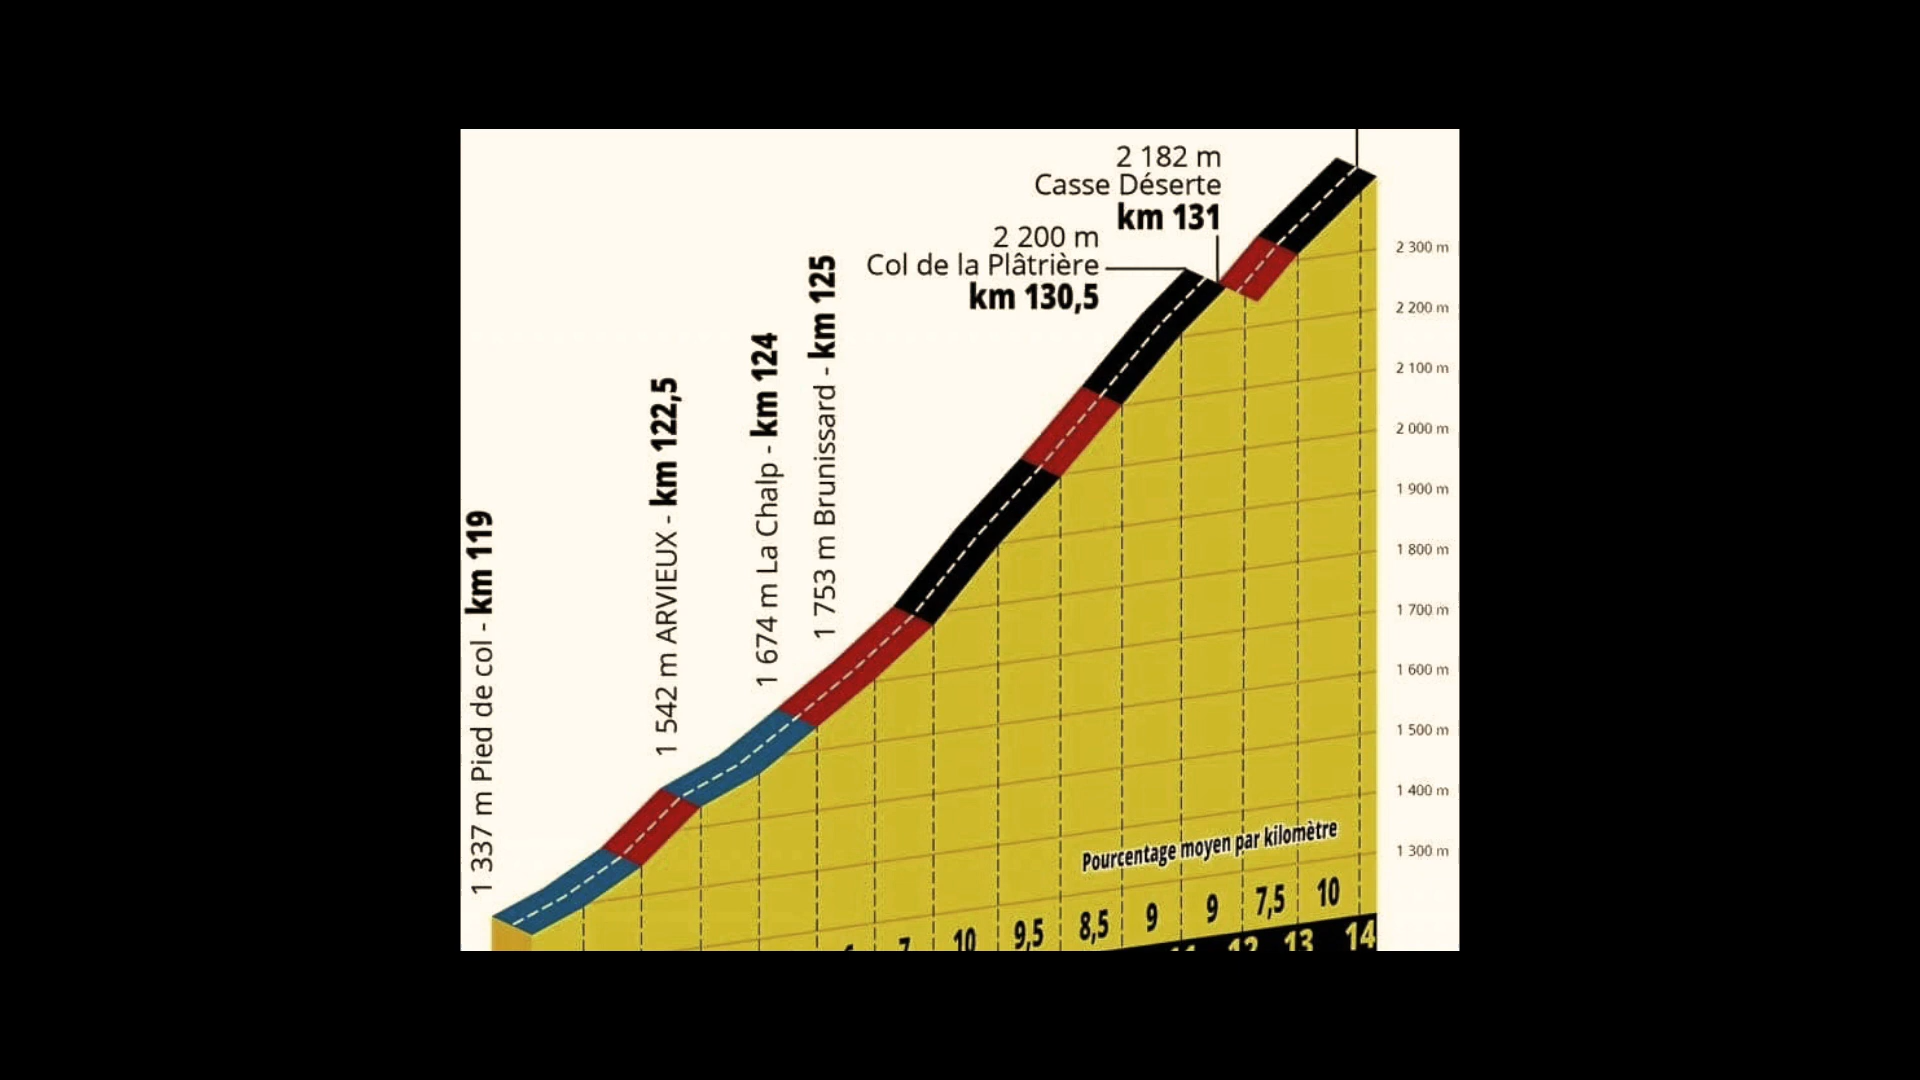 2 182 m
Casse Déserte
km 131
2 200 m
Col de la Plâtrière
km 130,5
1 753 m Brunissard - km 125
1 674 m La Chalp - km 124
1 542 m ARVIEUX - km 122,5
1 337 m Pied de col - km 119
2 300 m
2 200 m
2 100 m
2 000 m
1 900 m
1 800 m
1 700 m
1 600 m
1 500 m
1 400 m
1 300 m
Pourcentage moyen par kilomètre
7 10 9,5 8,5 9 9 7,5 10
11 12 13 14